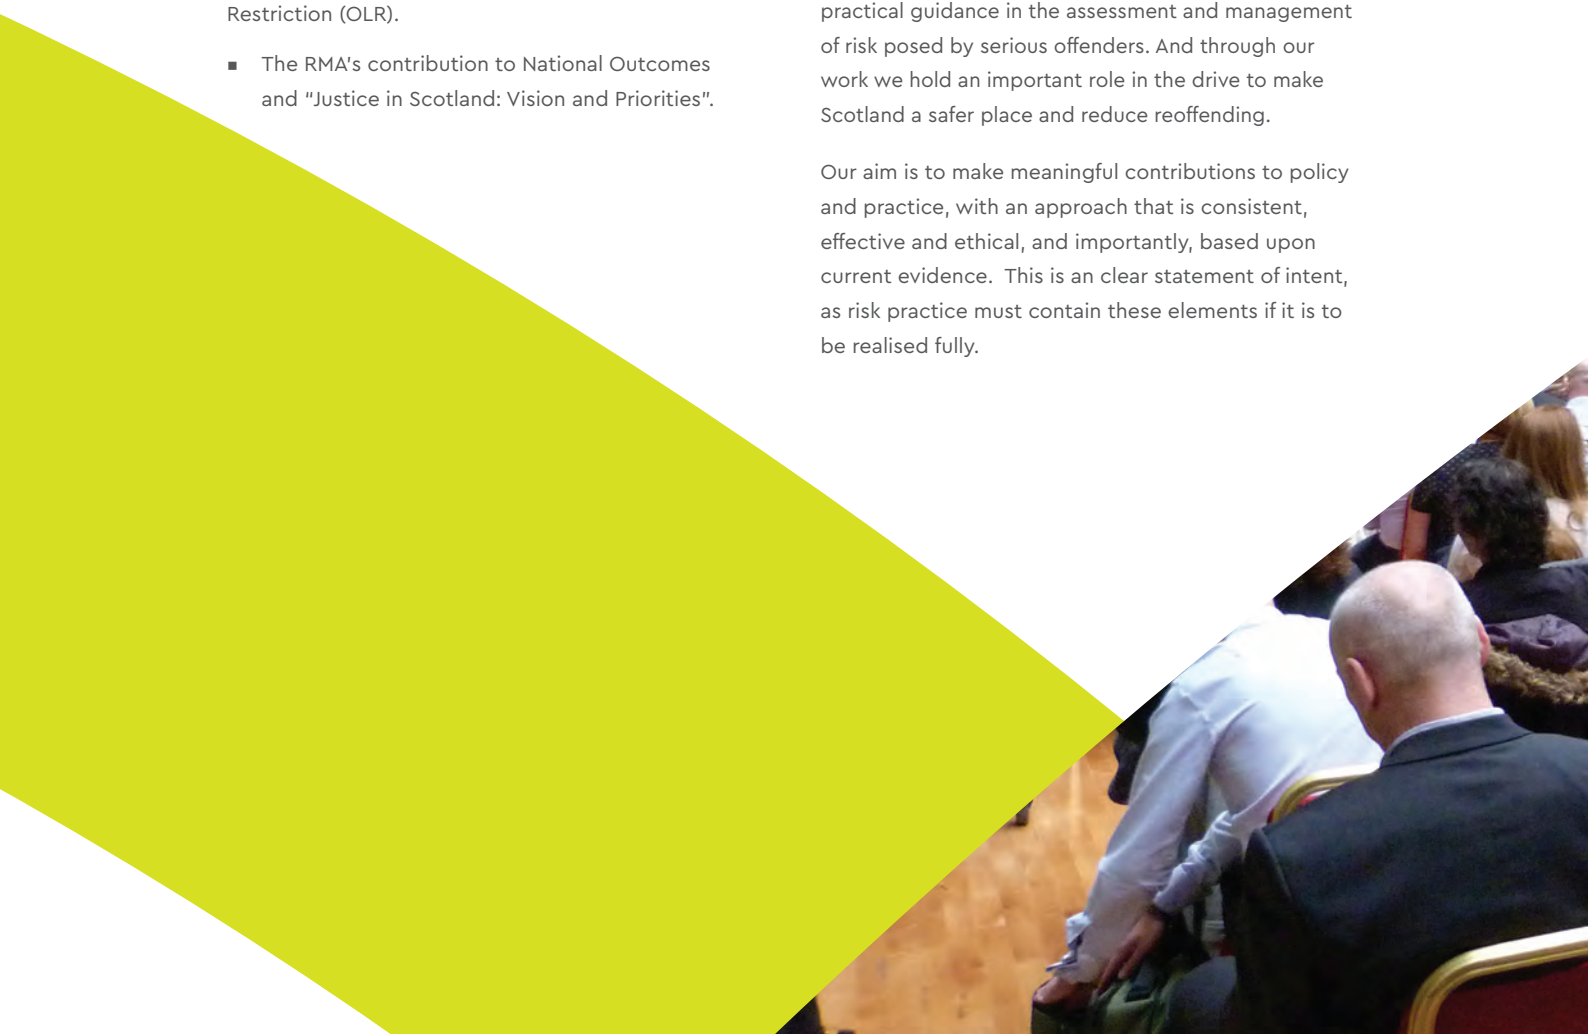 Restriction (OLR).
▪ The RMA's contribution to National Outcomes
and “Justice in Scotland: Vision and Priorities”.
practical guidance in the assessment and management
of risk posed by serious offenders. And through our
work we hold an important role in the drive to make
Scotland a safer place and reduce reoffending.
Our aim is to make meaningful contributions to policy
and practice, with an approach that is consistent,
effective and ethical, and importantly, based upon
current evidence.  This is an clear statement of intent,
as risk practice must contain these elements if it is to
be realised fully.